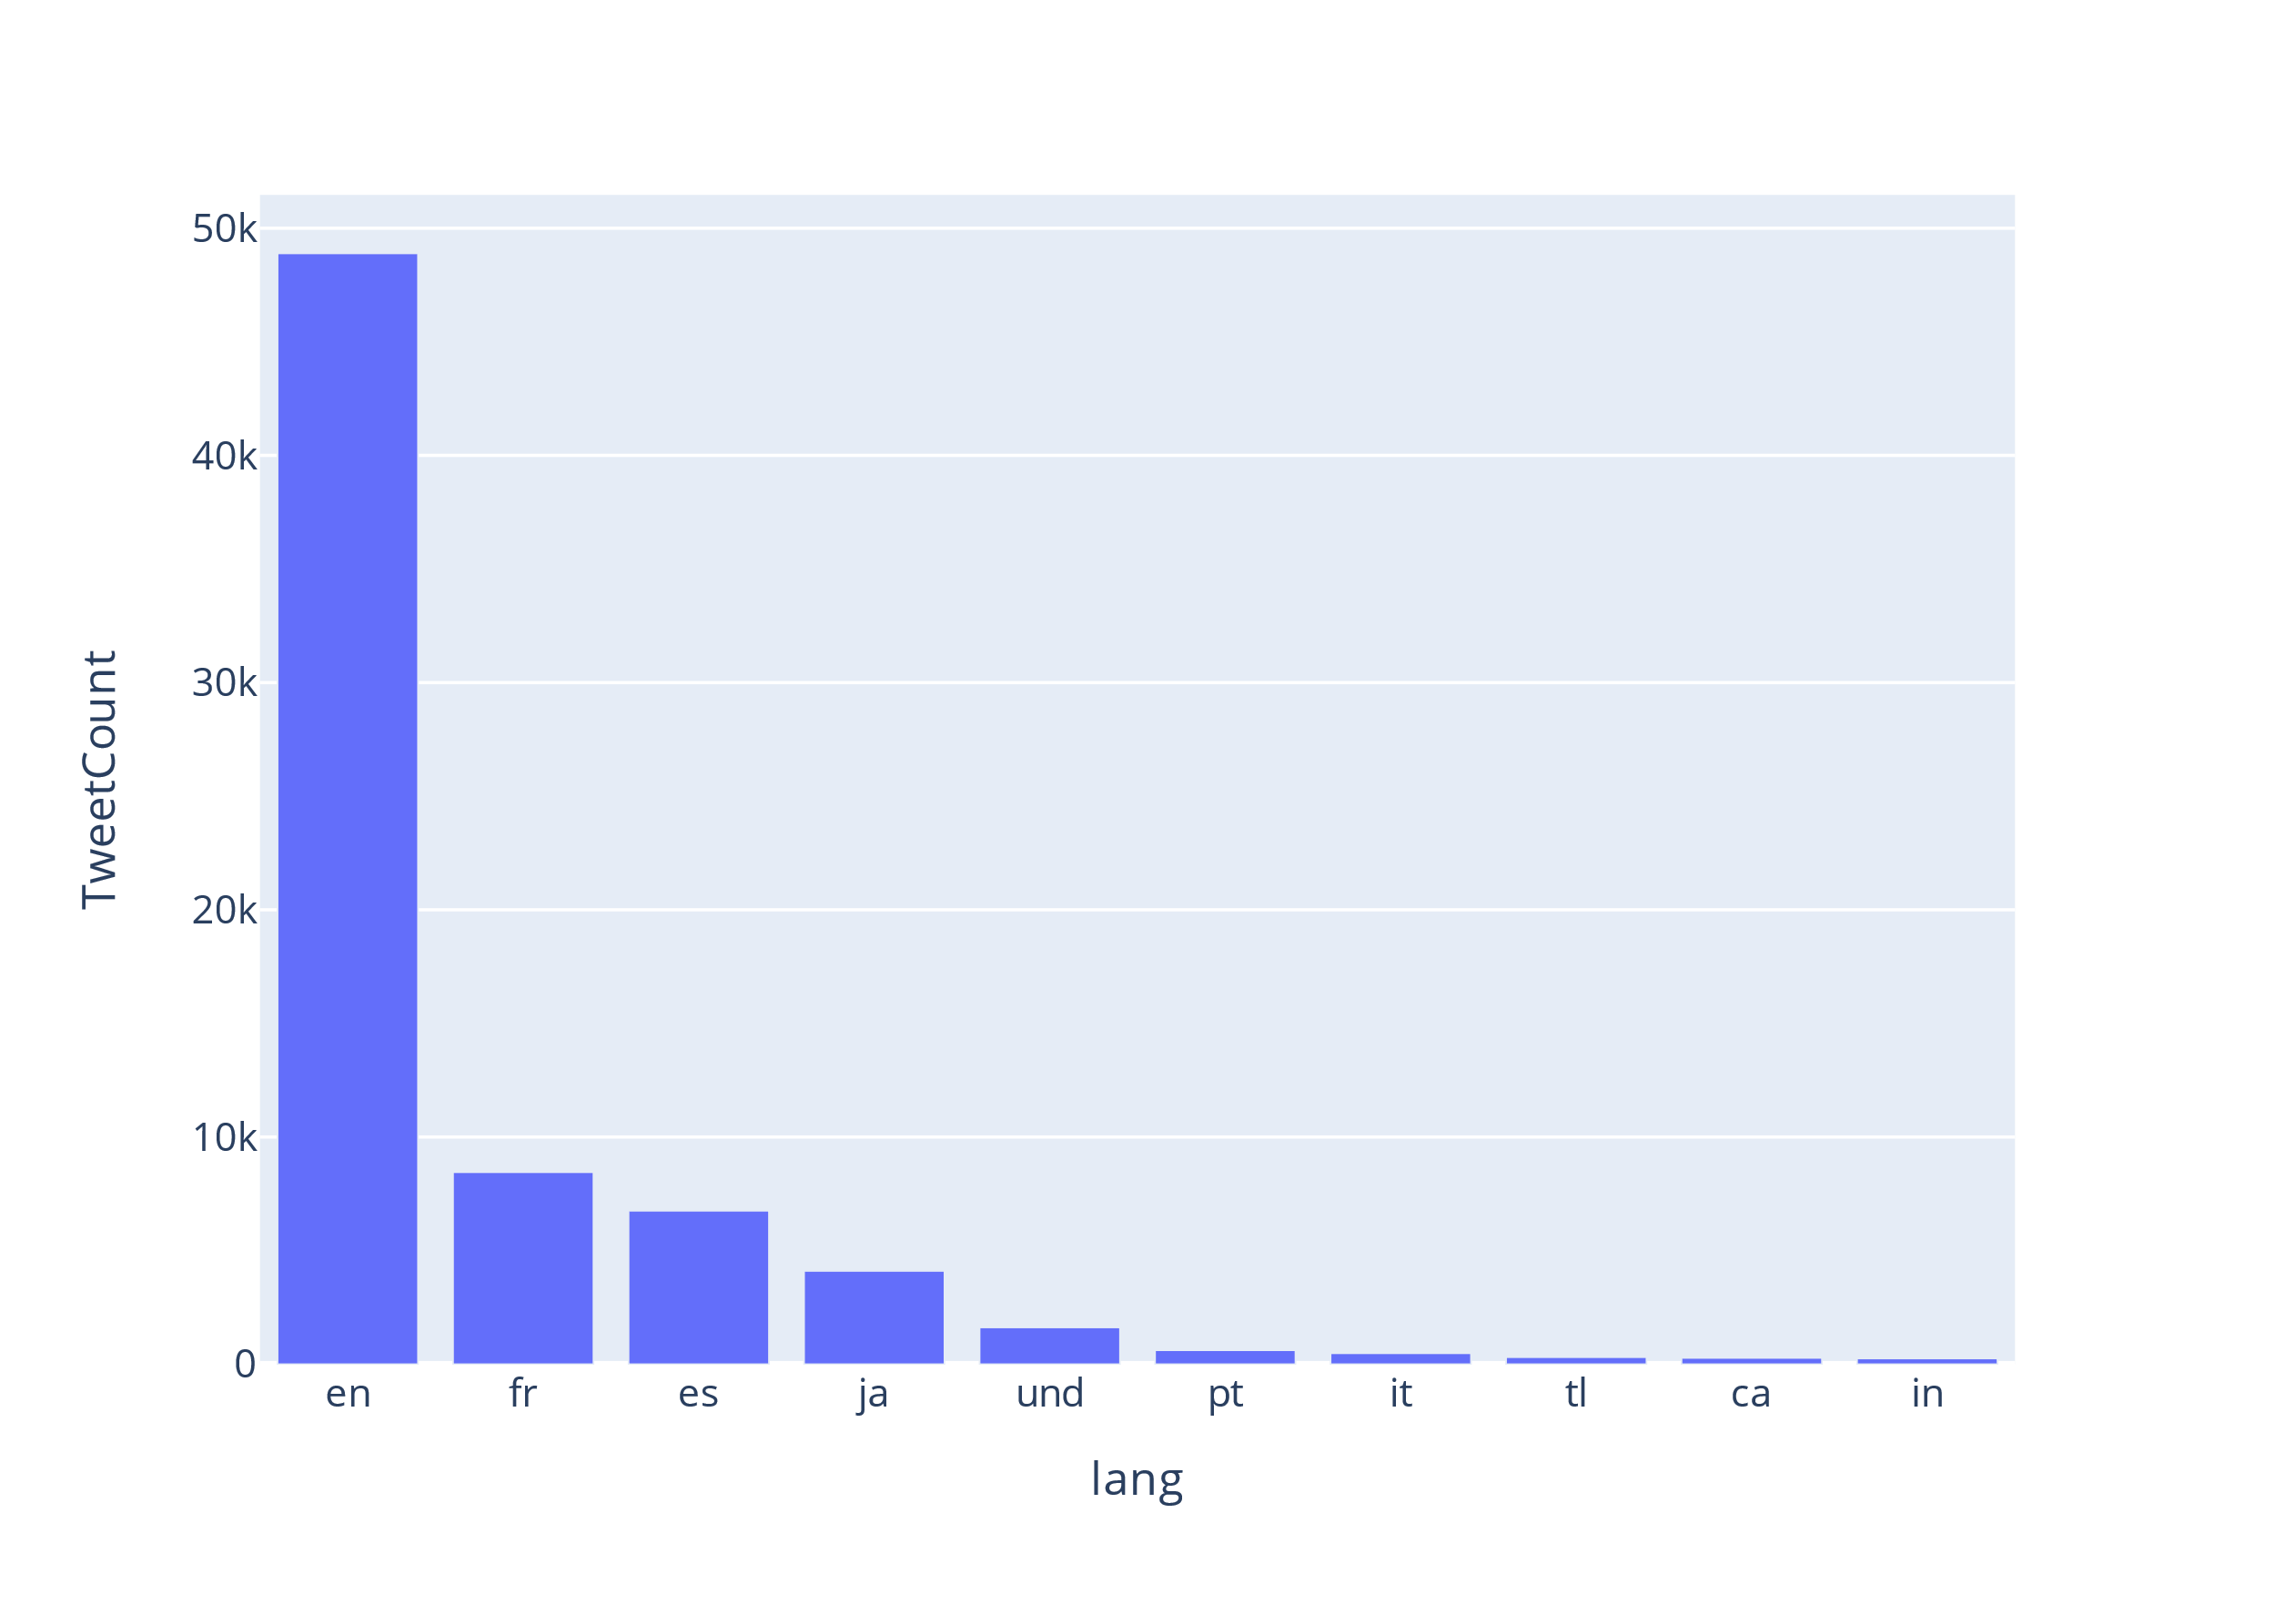 50k
40k
30k
20k
10k
0
TweetCount
en fr es ja und pt it tl ca in
lang